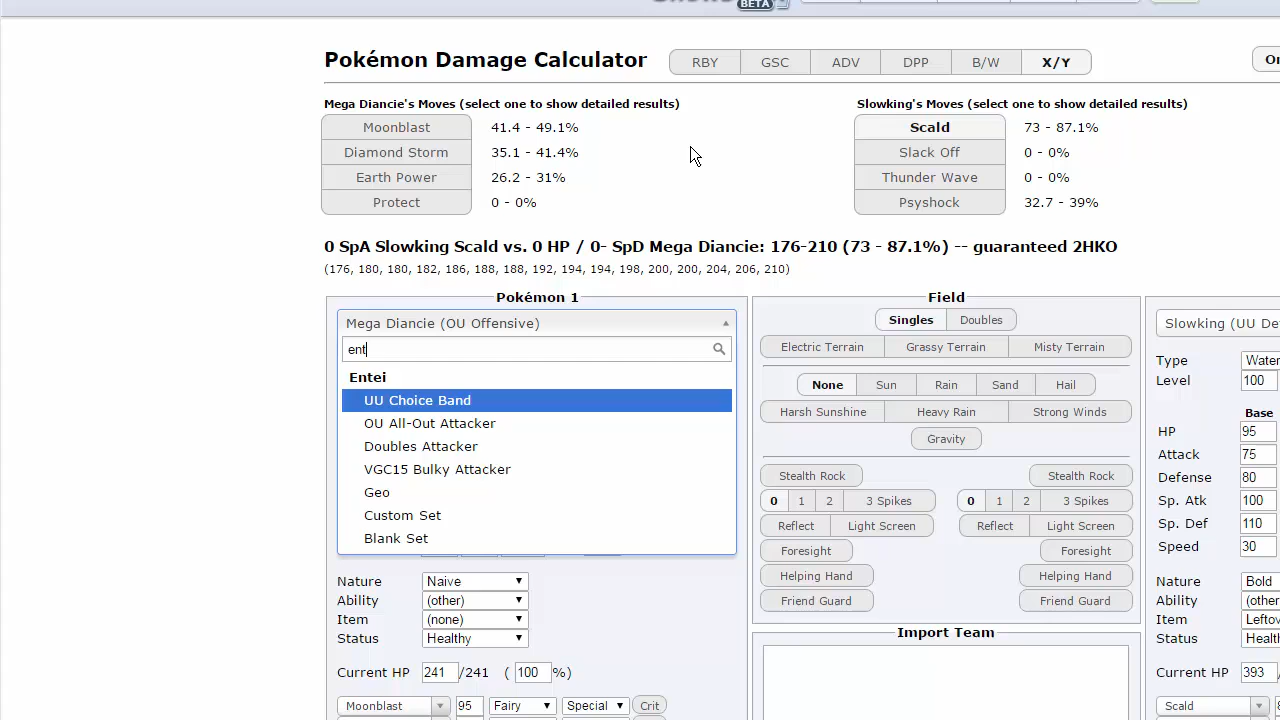 BETA
Pokémon Damage Calculator RBY GSC ADV DPP B/W X/Y
Mega Diancie's Moves (select one to show detailed results) Slowking's Moves (select one to show detailed results)
Moonblast 41.4 - 49.1% Scald 73 - 87.1%
Diamond Storm 35.1 - 41.4% Slack Off 0 - 0%
Earth Power 26.2 - 31% Thunder Wave 0 - 0%
Protect 0 - 0% Psyshock 32.7 - 39%
0 SpA Slowking Scald vs. 0 HP / 0- SpD Mega Diancie: 176-210 (73 - 87.1%) -- guaranteed 2HKO
(176, 180, 180, 182, 186, 188, 188, 192, 194, 194, 198, 200, 200, 204, 206, 210)
Pokémon 1
Mega Diancie (OU Offensive)
ent
Entei
UU Choice Band
OU All-Out Attacker
Doubles Attacker
VGC15 Bulky Attacker
Geo
Custom Set
Blank Set
Nature Naive
Ability (other)
Item (none)
Status Healthy
Current HP 241 /241 ( 100 %)
Moonblast 95 Fairy Special Crit
Field
Singles Doubles
Electric Terrain Grassy Terrain Misty Terrain
None Sun Rain Sand Hail
Harsh Sunshine Heavy Rain Strong Winds
Gravity
Stealth Rock Stealth Rock
0 1 2 3 Spikes 0 1 2 3 Spikes
Reflect Light Screen Reflect Light Screen
Foresight Foresight
Helping Hand Helping Hand
Friend Guard Friend Guard
Import Team
Slowking (UU De
Type Water
Level 100
Base
HP 95
Attack 75
Defense 80
Sp. Atk 100
Sp. Def 110
Speed 30
Nature Bold
Ability (other
Item Lefto
Status Healt
Current HP 393
Scald